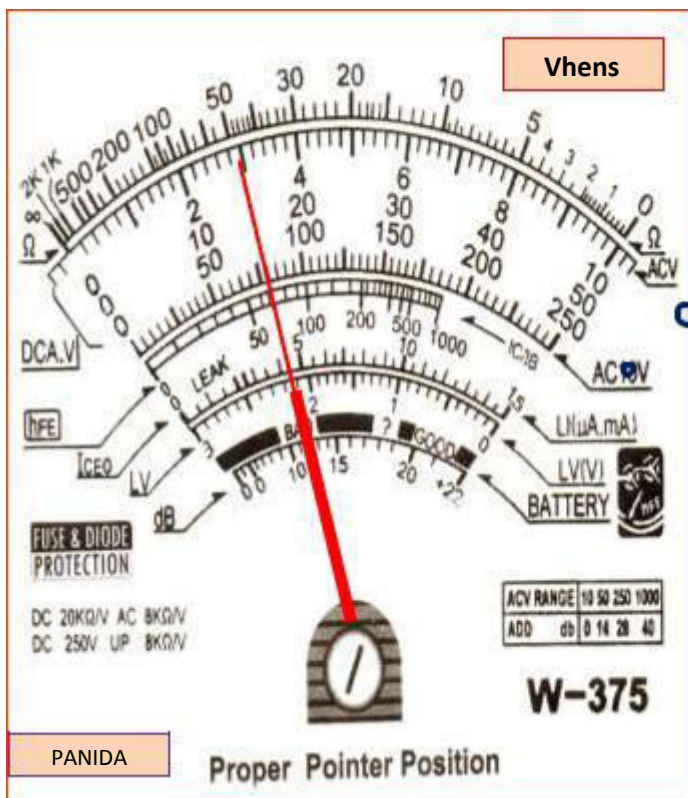 Vhens
2K 1K 500 200 100 50 30 20 10 5 4 3 2 1 0
∞
Ω
Ω
ACV
0 2 4 6 8 10
0 10 20 30 40 50
0 50 100 150 200 250
DCA.V
50 100 200 500 1000
IC/IB
AC10V
hFE
LEAK
0 5 10 15
LI(µA.mA)
ICEO
0
3 2 1 0
LV
LV(V)
BA ? GOOD
BATTERY
10 15 20 +22
dB
FUSE & DIODE
PROTECTION
DC 20KΩ/V AC 8KΩ/V
DC 250V UP 8KΩ/V
ACV RANGE 10 50 250 1000
ADD db 0 14 28 40
W-375
PANIDA
Proper Pointer Position